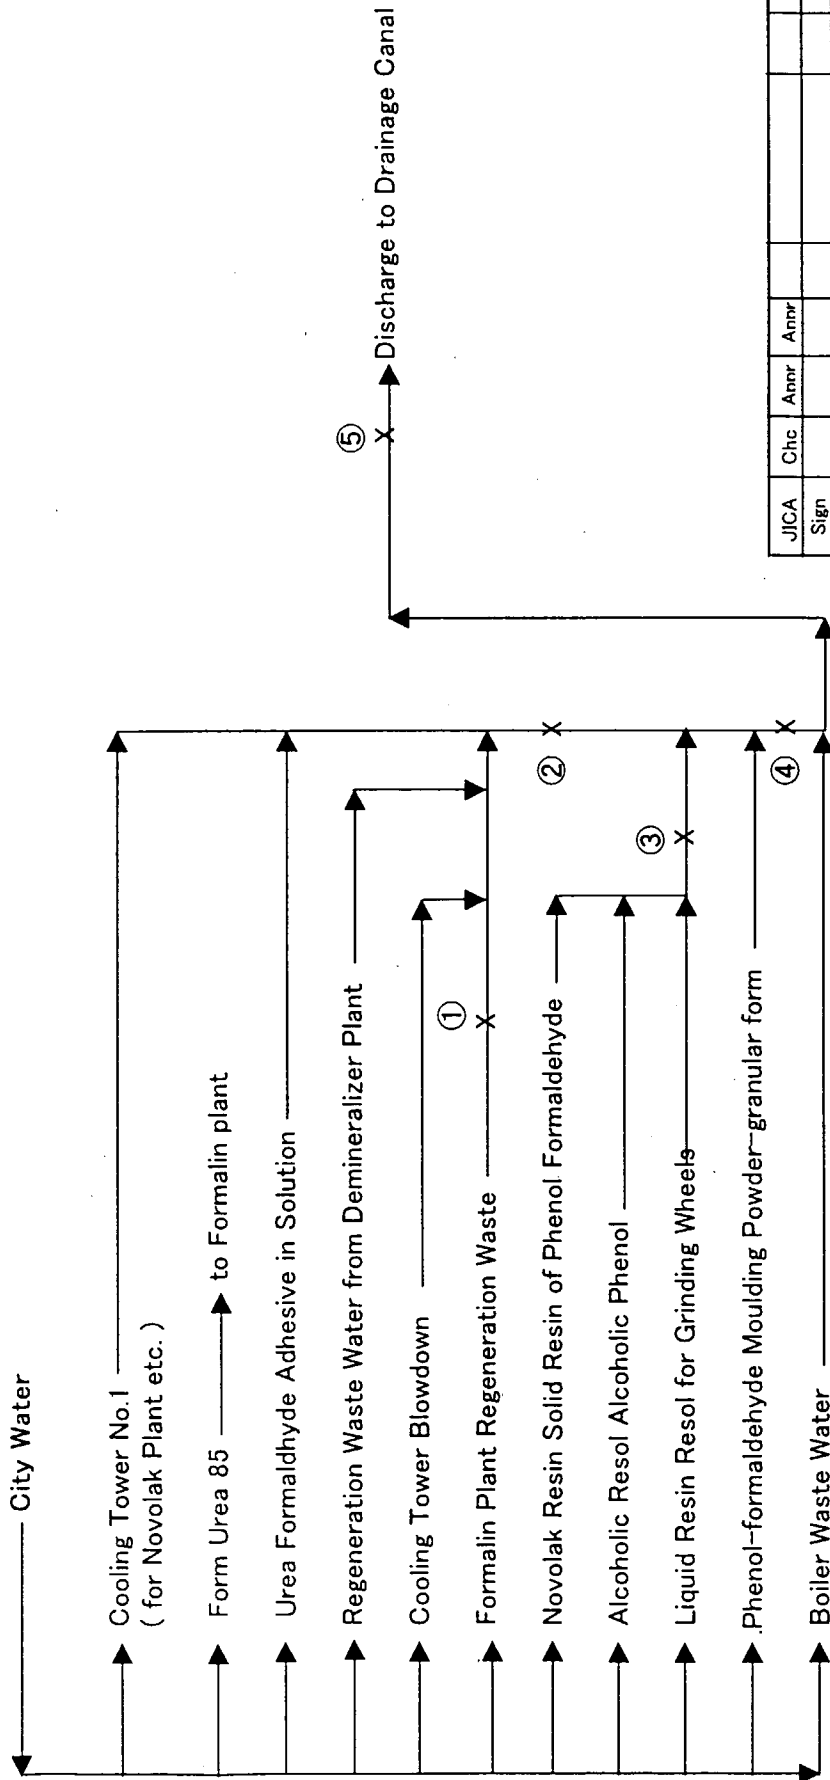 City Water
Cooling Tower No.1
( for Novolak Plant etc. )
Form Urea 85
to Formalin plant
Urea Formaldhyde Adhesive in Solution
Regeneration Waste Water from Demineralizer Plant
Cooling Tower Blowdown
Formalin Plant Regeneration Waste
①
Novolak Resin Solid Resin of Phenol Formaldehyde
②
Alcoholic Resol Alcoholic Phenol
Liquid Resin Resol for Grinding Wheels
③
Phenol-formaldehyde Moulding Powder-granular form
④
Boiler Waste Water
⑤
Discharge to Drainage Canal
JICA Chc Annr Annr
Sign